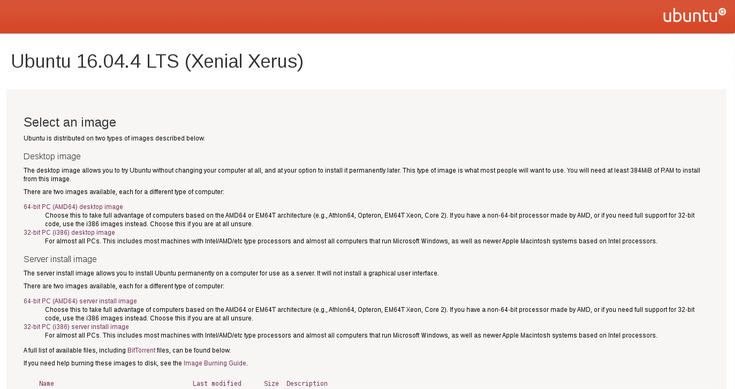 ubuntu
Ubuntu 16.04.4 LTS (Xenial Xerus)
Select an image
Ubuntu is distributed on two types of images described below.
Desktop image
The desktop image allows you to try Ubuntu without changing your computer at all, and at your option to install it permanently later. This type of image is what most people will want to use. You will need at least 384MiB of RAM to install
from this image.
There are two images available, each for a different type of computer:
64-bit PC (AMD64) desktop image
Choose this to take full advantage of computers based on the AMD64 or EM64T architecture (e.g., Athlon64, Opteron, EM64T Xeon, Core 2). If you have a non-64-bit processor made by AMD, or if you need full support for 32-bit
code, use the i386 images instead. Choose this if you are at all unsure.
32-bit PC (i386) desktop image
For almost all PCs. This includes most machines with Intel/AMD/etc type processors and almost all computers that run Microsoft Windows, as well as newer Apple Macintosh systems based on Intel processors.
Server install image
The server install image allows you to install Ubuntu permanently on a computer for use as a server. It will not install a graphical user interface.
There are two images available, each for a different type of computer:
64-bit PC (AMD64) server install image
Choose this to take full advantage of computers based on the AMD64 or EM64T architecture (e.g., Athlon64, Opteron, EM64T Xeon, Core 2). If you have a non-64-bit processor made by AMD, or if you need full support for 32-bit
code, use the i386 images instead. Choose this if you are at all unsure.
32-bit PC (i386) server install image
For almost all PCs. This includes most machines with Intel/AMD/etc type processors and almost all computers that run Microsoft Windows, as well as newer Apple Macintosh systems based on Intel processors.
A full list of available files, including BitTorrent files, can be found below.
If you need help burning these images to disk, see the Image Burning Guide.
Name Last modified Size Description